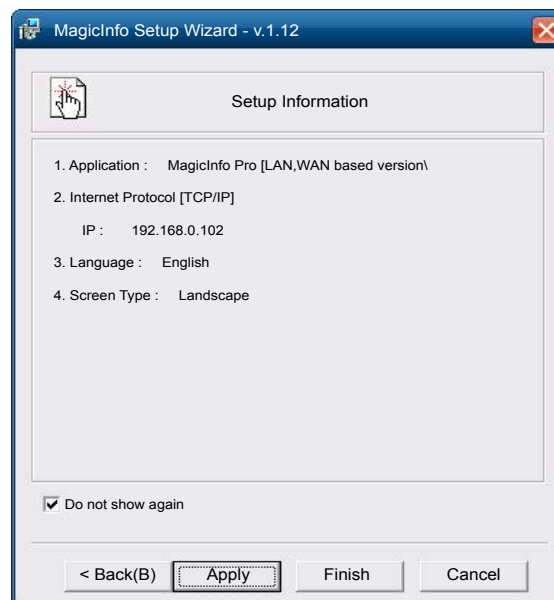 MagicInfo Setup Wizard - v.1.12
Setup Information
1. Application : MagicInfo Pro [LAN,WAN based version\
2. Internet Protocol [TCP/IP]
IP : 192.168.0.102
3. Language : English
4. Screen Type : Landscape
Do not show again
< Back(B) Apply Finish Cancel